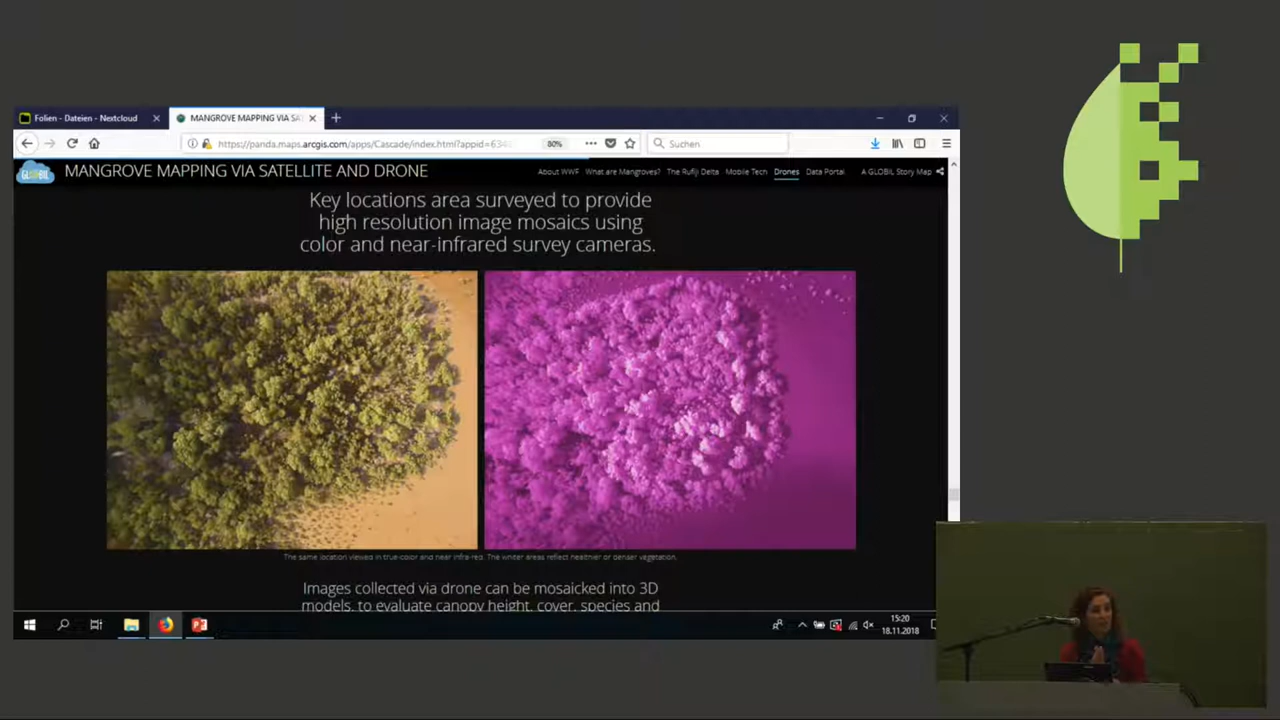 Folien - Dateien - Nextcloud
MANGROVE MAPPING VIA SAT
https://panda.maps.arcgis.com/apps/Cascade/index.html?appid=634
80%
Suchen
GLOBIL
MANGROVE MAPPING VIA SATELLITE AND DRONE
About WWF What are Mangroves? The Rufiji Delta Mobile Tech Drones Data Portal A GLOBIL Story Map
Key locations area surveyed to provide
high resolution image mosaics using
color and near-infrared survey cameras.
The same location viewed in true-color and near infra-red. The whiter areas reflect healthier or denser vegetation.
Images collected via drone can be mosaicked into 3D
models, to evaluate canopy height, cover, species and
15:20
18.11.2018